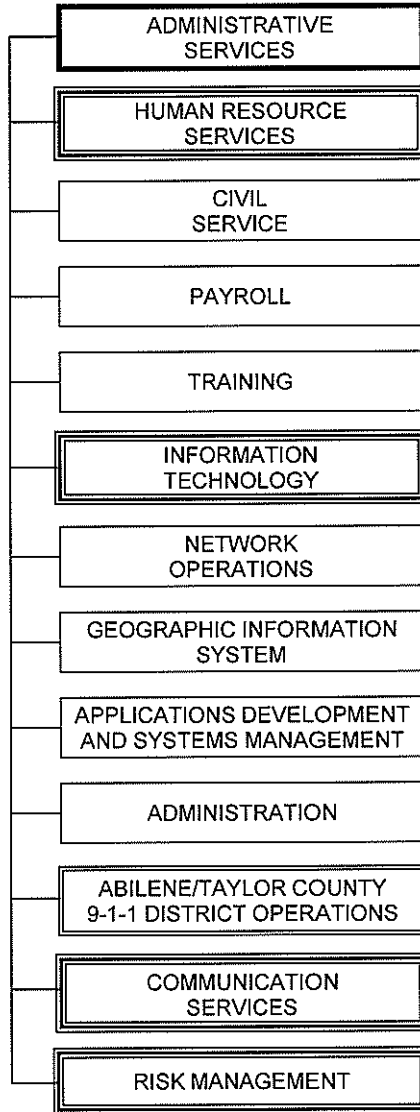 ADMINISTRATIVE
SERVICES
HUMAN RESOURCE
SERVICES
CIVIL
SERVICE
PAYROLL
TRAINING
INFORMATION
TECHNOLOGY
NETWORK
OPERATIONS
GEOGRAPHIC INFORMATION
SYSTEM
APPLICATIONS DEVELOPMENT
AND SYSTEMS MANAGEMENT
ADMINISTRATION
ABILENE/TAYLOR COUNTY
9-1-1 DISTRICT OPERATIONS
COMMUNICATION
SERVICES
RISK MANAGEMENT